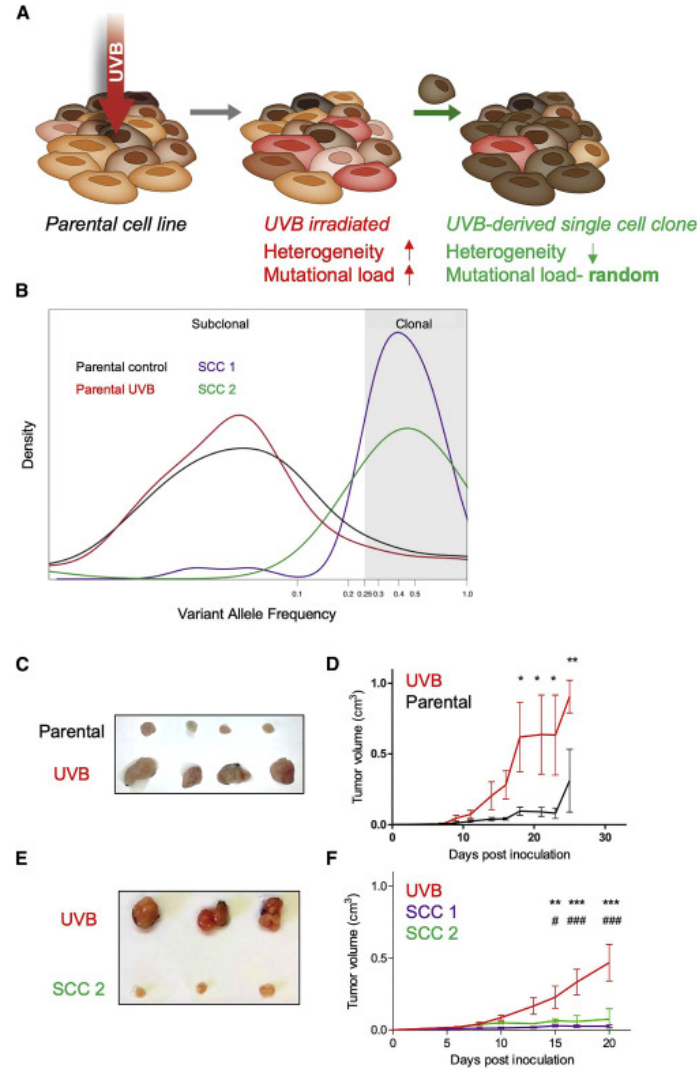 A
UVB
Parental cell line
UVB irradiated
Heterogeneity ↑
Mutational load ↑
UVB-derived single cell clone
Heterogeneity ↓
Mutational load- random
B
Subclonal
Clonal
Parental control
SCC 1
Parental UVB
SCC 2
Density
0.1
0.2
0.25
0.3
0.4
0.5
1.0
Variant Allele Frequency
C
Parental
UVB
D
UVB
Parental
* * * **
Tumor volume (cm³)
1.0
0.5
0.0
0
10
20
30
Days post inoculation
E
UVB
SCC 2
F
UVB
SCC 1
SCC 2
** *** ***
# ### ###
Tumor volume (cm³)
1.0
0.5
0.0
0
5
10
15
20
Days post inoculation